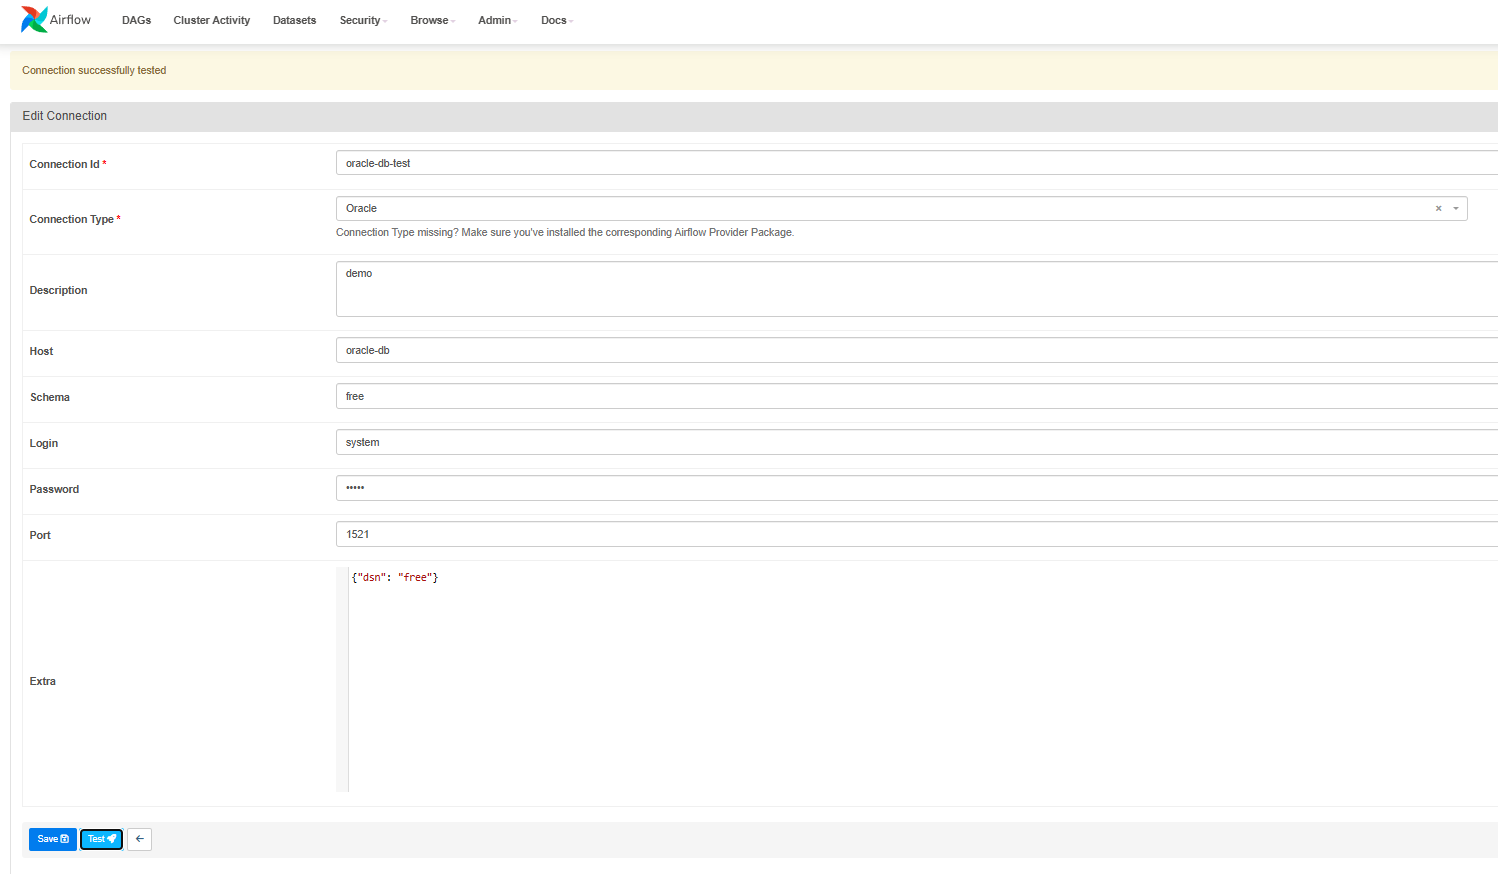 Airflow DAGs Cluster Activity Datasets Security Browse Admin Docs
Connection successfully tested
Edit Connection
Connection Id * oracle-db-test
Connection Type * Oracle × 
Connection Type missing? Make sure you've installed the corresponding Airflow Provider Package.
Description demo
Host oracle-db
Schema free
Login system
Password •••••
Port 1521
Extra {"dsn": "free"}
Save Test